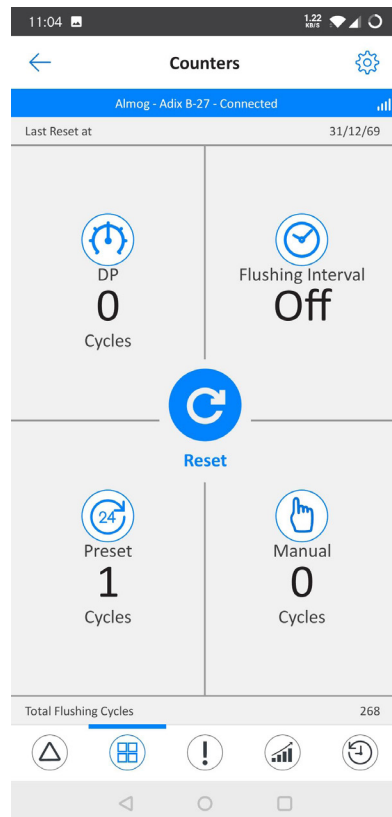 11:04
1.22
KB/S
Counters
Almog - Adix B-27 - Connected
Last Reset at 31/12/69
DP
0
Cycles
Flushing Interval
Off
Reset
24
Preset
1
Cycles
Manual
0
Cycles
Total Flushing Cycles 268